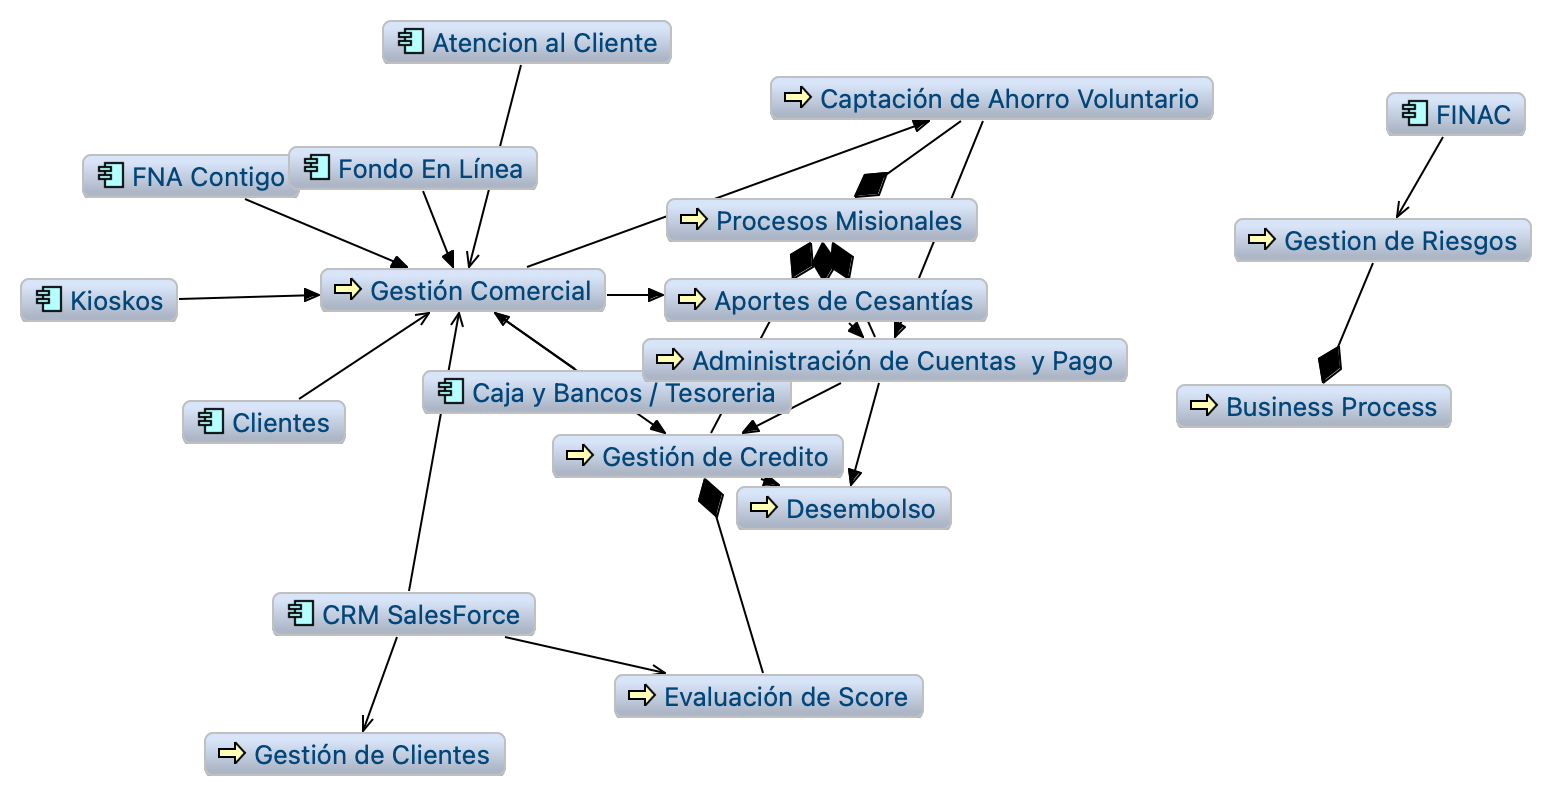 Atencion al Cliente
Captación de Ahorro Voluntario
FINAC
FNA Contigo
Fondo En Línea
Procesos Misionales
Gestion de Riesgos
Kioskos
Gestión Comercial
Aportes de Cesantías
Administración de Cuentas  y Pago
Caja y Bancos / Tesoreria
Business Process
Clientes
Gestión de Credito
Desembolso
CRM SalesForce
Evaluación de Score
Gestión de Clientes